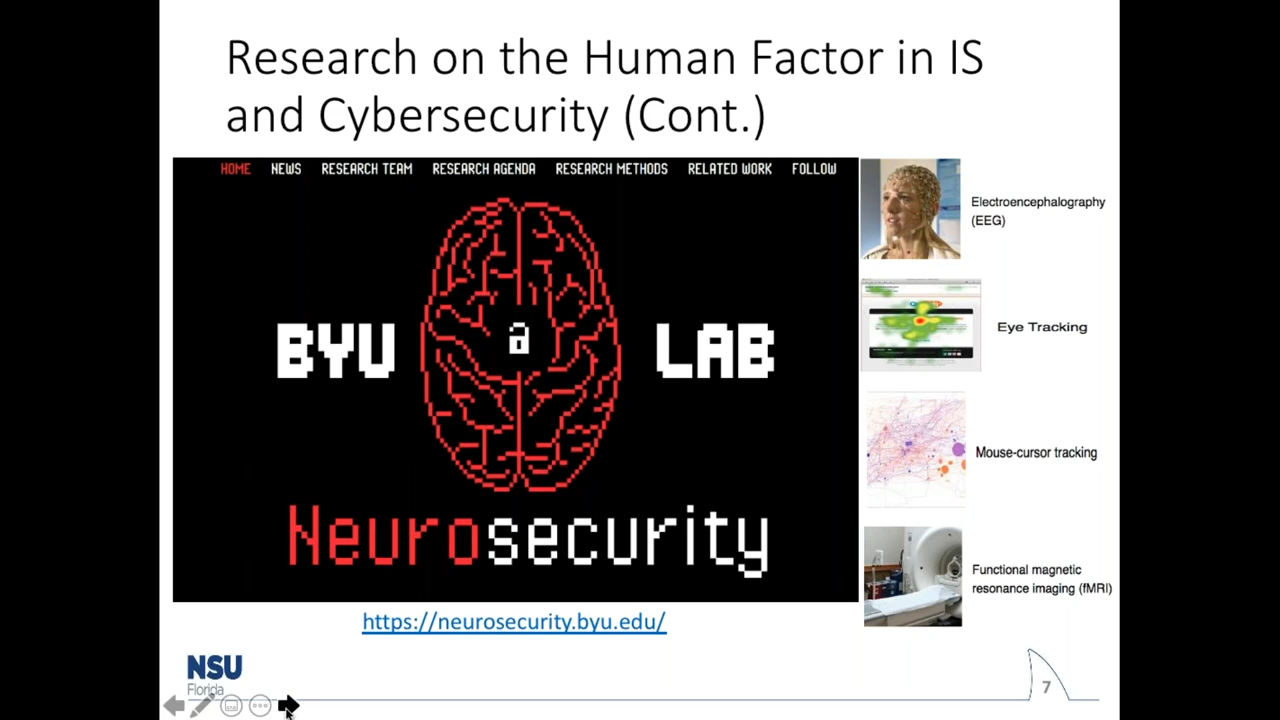 Research on the Human Factor in IS
and Cybersecurity (Cont.)
HOME NEWS RESEARCH TEAM RESEARCH AGENDA RESEARCH METHODS RELATED WORK FOLLOW
BYU LAB
Neurosecurity
https://neurosecurity.byu.edu/
Electroencephalography
(EEG)
Eye Tracking
Mouse-cursor tracking
Functional magnetic
resonance imaging (fMRI)
NSU
Florida
7